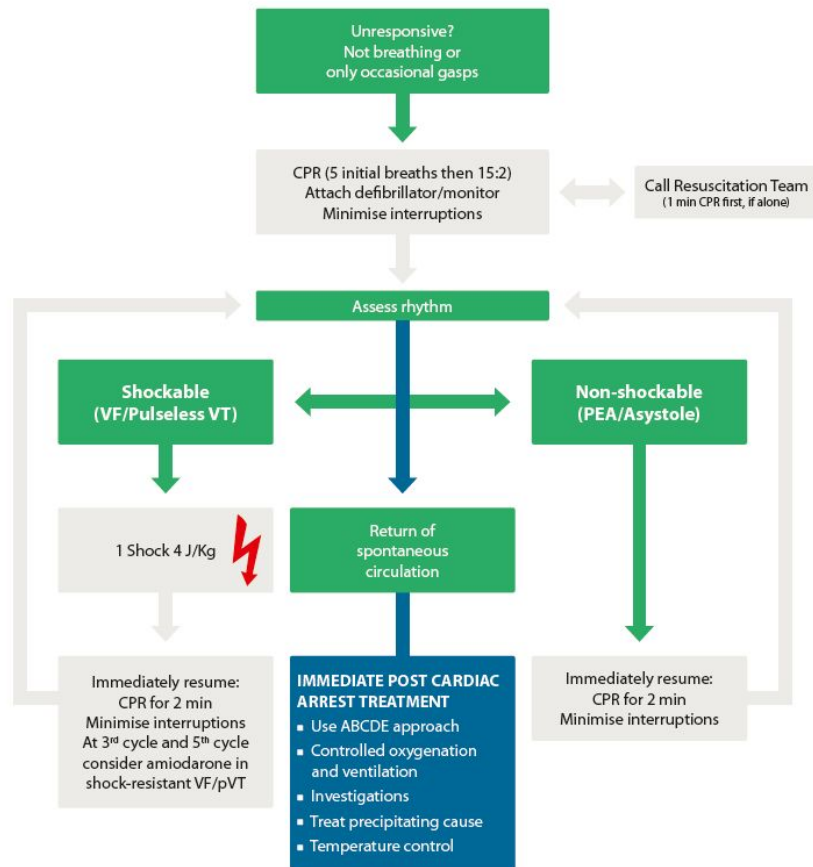 Unresponsive?
Not breathing or
only occasional gasps
CPR (5 initial breaths then 15:2)
Attach defibrillator/monitor
Minimise interruptions
Call Resuscitation Team
(1 min CPR first, if alone)
Assess rhythm
Shockable
(VF/Pulseless VT)
Non-shockable
(PEA/Asystole)
1 Shock 4 J/Kg
Return of
spontaneous
circulation
Immediately resume:
CPR for 2 min
Minimise interruptions
At 3rd cycle and 5th cycle
consider amiodarone in
shock-resistant VF/pVT
IMMEDIATE POST CARDIAC
ARREST TREATMENT
▪ Use ABCDE approach
▪ Controlled oxygenation
and ventilation
▪ Investigations
▪ Treat precipitating cause
▪ Temperature control
Immediately resume:
CPR for 2 min
Minimise interruptions